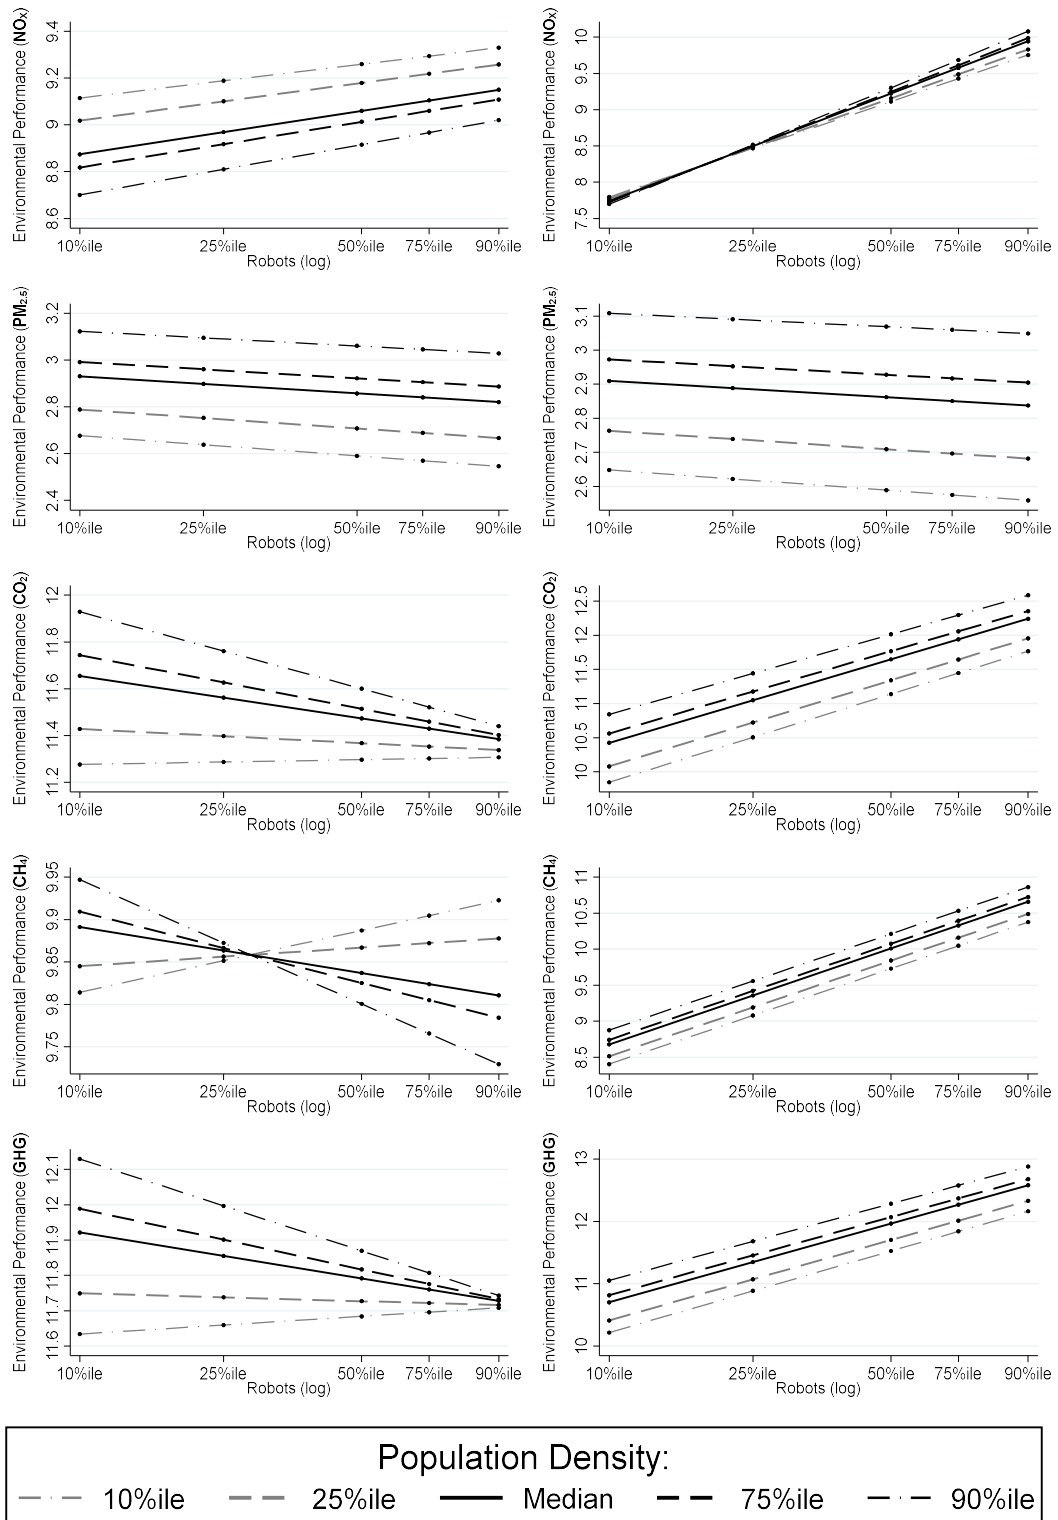 Environmental Performance (NOX)
9.4
9.2
9
8.8
8.6
10%ile 25%ile 50%ile 75%ile 90%ile
Robots (log)
Environmental Performance (NOX)
10
9.5
9
8.5
8
7.5
10%ile 25%ile 50%ile 75%ile 90%ile
Robots (log)
Environmental Performance (PM2.5)
3.2
3
2.8
2.6
2.4
10%ile 25%ile 50%ile 75%ile 90%ile
Robots (log)
Environmental Performance (PM2.5)
3.1
3
2.9
2.8
2.7
2.6
10%ile 25%ile 50%ile 75%ile 90%ile
Robots (log)
Environmental Performance (CO2)
12
11.8
11.6
11.4
11.2
10%ile 25%ile 50%ile 75%ile 90%ile
Robots (log)
Environmental Performance (CO2)
12.5
12
11.5
11
10.5
10
10%ile 25%ile 50%ile 75%ile 90%ile
Robots (log)
Environmental Performance (CH4)
9.95
9.9
9.85
9.8
9.75
10%ile 25%ile 50%ile 75%ile 90%ile
Robots (log)
Environmental Performance (CH4)
11
10.5
10
9.5
9
8.5
10%ile 25%ile 50%ile 75%ile 90%ile
Robots (log)
Environmental Performance (GHG)
12.1
12
11.9
11.8
11.7
11.6
10%ile 25%ile 50%ile 75%ile 90%ile
Robots (log)
Environmental Performance (GHG)
13
12
11
10
10%ile 25%ile 50%ile 75%ile 90%ile
Robots (log)
Population Density:
10%ile 25%ile Median 75%ile 90%ile